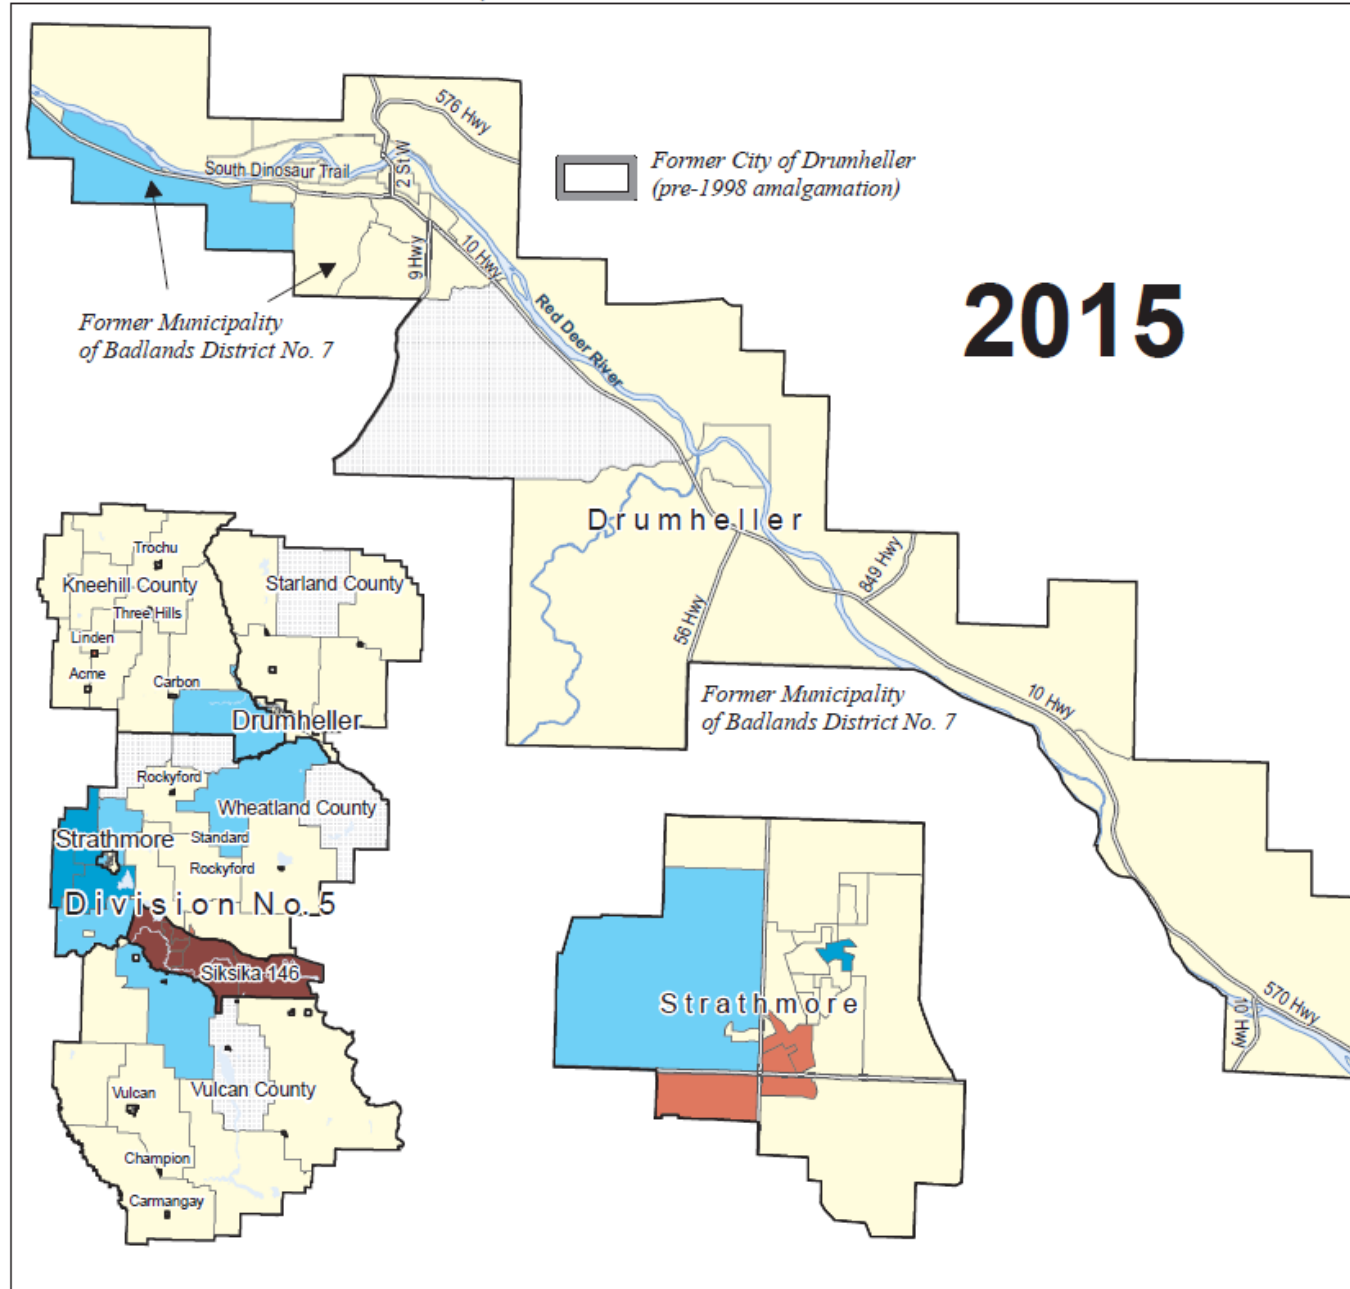 576 Hwy
South Dinosaur Trail
2 St W
Former City of Drumheller
(pre-1998 amalgamation)
9 Hwy
10 Hwy
Red Deer River
2015
Former Municipality
of Badlands District No. 7
Drumheller
849 Hwy
56 Hwy
Former Municipality
of Badlands District No. 7
10 Hwy
570 Hwy
10 Hwy
Trochu
Kneehill County
Starland County
Three Hills
Linden
Acme
Carbon
Drumheller
Rockyford
Wheatland County
Strathmore
Standard
Rockyford
Division No. 5
Siksika 146
Vulcan County
Vulcan
Champion
Carmangay
Strathmore